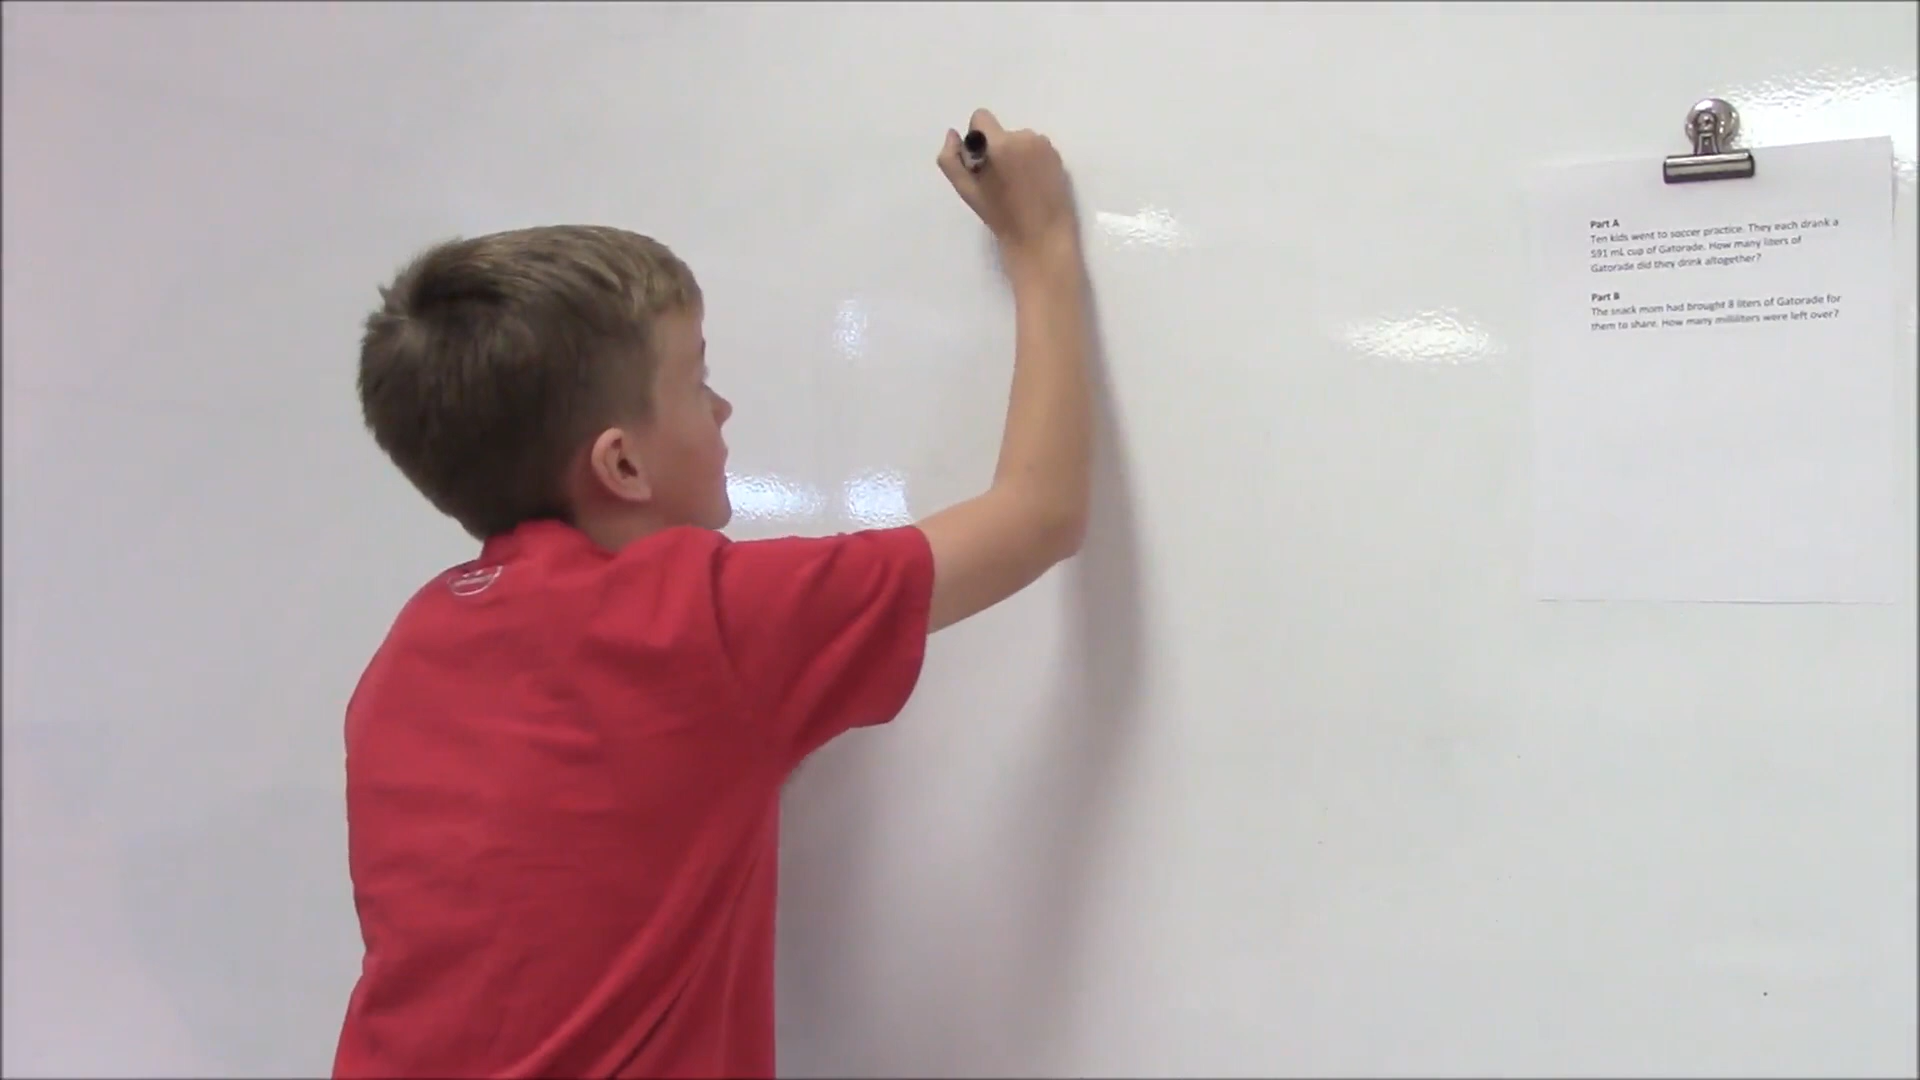 Part A
Ten kids went to soccer practice. They each drank a
591 mL cup of Gatorade. How many liters of
Gatorade did they drink altogether?
Part B
The snack mom had brought 8 liters of Gatorade for
them to share. How many milliliters were left over?